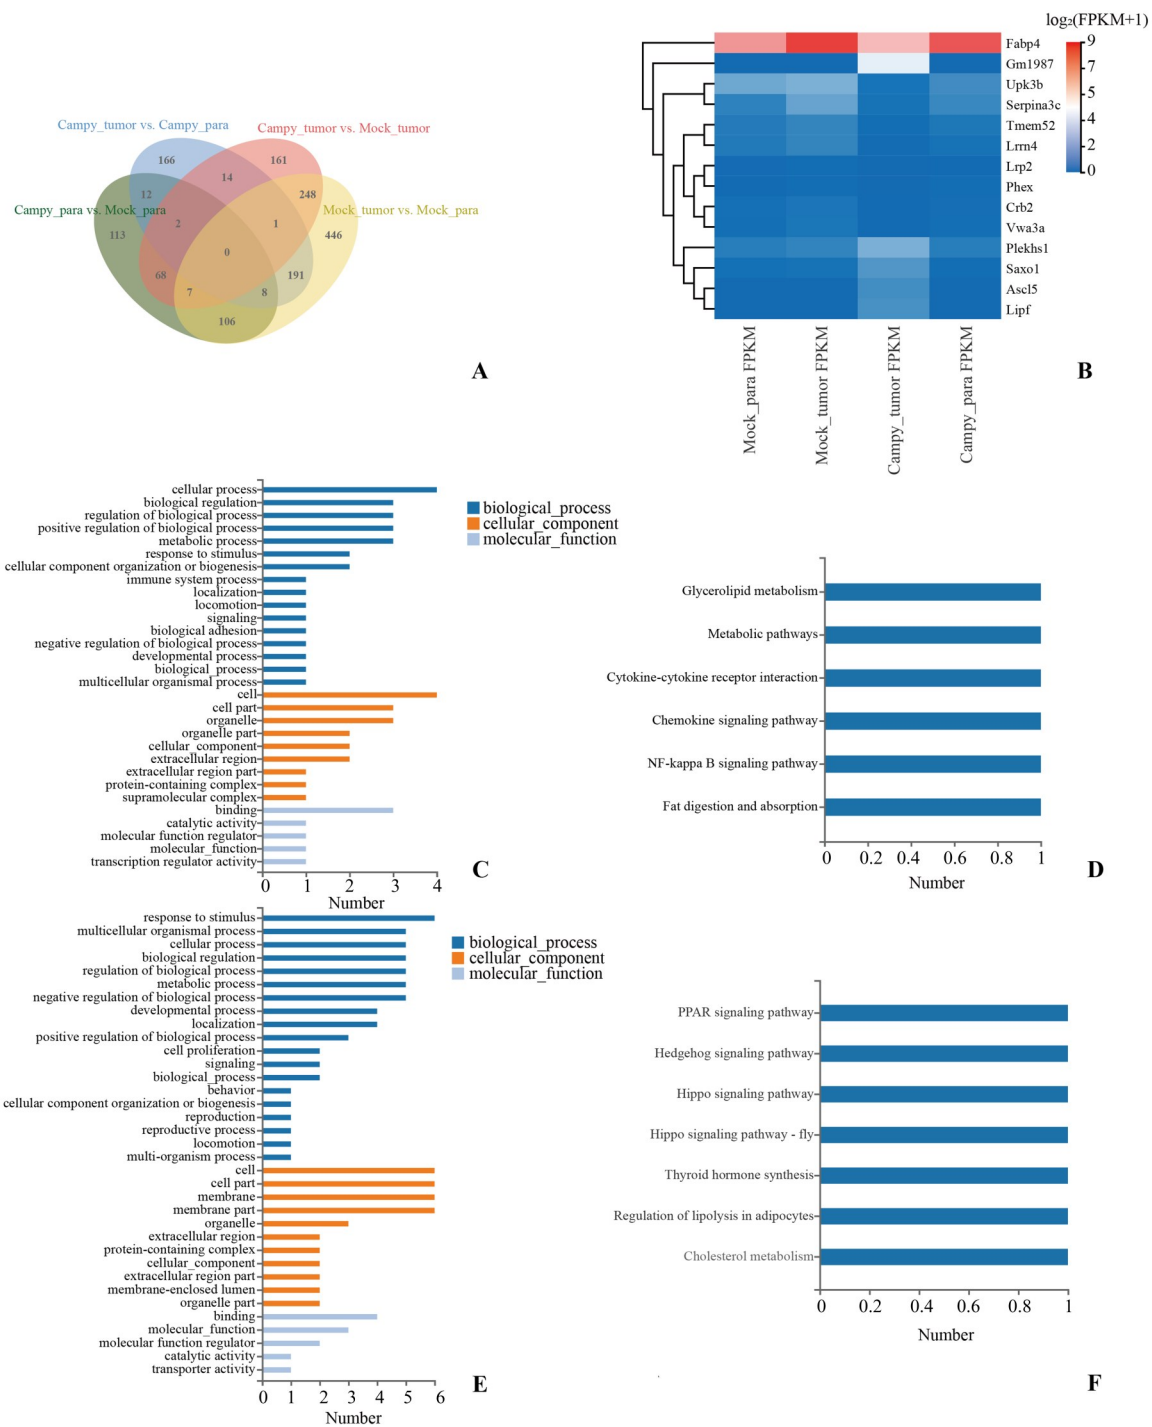 Campy_tumor vs. Campy_para
Campy_tumor vs. Mock_tumor
166
161
14
12
248
Campy_para vs. Mock_para
Mock_tumor vs. Mock_para
2
1
113
446
0
68
191
7
8
106
A
log₂(FPKM+1)
9
7
5
4
2
0
Fabp4
Gm1987
Upk3b
Serpina3c
Tmem52
Lrrn4
Lrp2
Phex
Crb2
Vwa3a
Plekhs1
Saxo1
Ascl5
Lipf
Mock_para FPKM
Mock_tumor FPKM
Campy_tumor FPKM
Campy_para FPKM
B
cellular process
biological regulation
regulation of biological process
positive regulation of biological process
metabolic process
response to stimulus
cellular component organization or biogenesis
immune system process
localization
locomotion
signaling
biological adhesion
negative regulation of biological process
developmental process
biological_process
multicellular organismal process
cell
cell part
organelle
organelle part
cellular_component
extracellular region
extracellular region part
protein-containing complex
supramolecular complex
binding
catalytic activity
molecular function regulator
molecular_function
transcription regulator activity
0 1 2 3 4
Number
biological_process
cellular_component
molecular_function
C
Glycerolipid metabolism
Metabolic pathways
Cytokine-cytokine receptor interaction
Chemokine signaling pathway
NF-kappa B signaling pathway
Fat digestion and absorption
0 0.2 0.4 0.6 0.8 1
Number
D
response to stimulus
multicellular organismal process
cellular process
biological regulation
regulation of biological process
metabolic process
negative regulation of biological process
developmental process
localization
positive regulation of biological process
cell proliferation
signaling
biological_process
behavior
cellular component organization or biogenesis
reproduction
reproductive process
locomotion
multi-organism process
cell
cell part
membrane
membrane part
organelle
extracellular region
protein-containing complex
cellular_component
extracellular region part
membrane-enclosed lumen
organelle part
binding
molecular_function
molecular function regulator
catalytic activity
transporter activity
0 1 2 3 4 5 6
Number
biological_process
cellular_component
molecular_function
E
PPAR signaling pathway
Hedgehog signaling pathway
Hippo signaling pathway
Hippo signaling pathway - fly
Thyroid hormone synthesis
Regulation of lipolysis in adipocytes
Cholesterol metabolism
0 0.2 0.4 0.6 0.8 1
Number
F